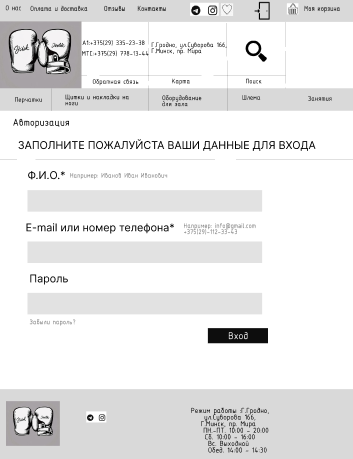 О нас Оплата и доставка Отзывы Контакты Моя корзина
А1:+375(29) 335-23-38
МТС:+375(29) 778-13-44
Г.Гродно, ул.Суворова 166,
Г.Минск, пр. Мира
Обратная связь Карта Поиск
Перчатки Щитки и накладки на ноги Оборудование для зала Шлема Занятия
Авторизация
ЗАПОЛНИТЕ ПОЖАЛУЙСТА ВАШИ ДАННЫЕ ДЛЯ ВХОДА
Ф.И.О.* Например: Иванов Иван Иванович
E-mail или номер телефона* Например: info@gmail.com
+375(29)-112-33-43
Пароль
Забыли пароль?
Вход
Режим работы :Г.Гродно,
ул.Суворова 166,
Г.Минск, пр. Мира
ПН.-ПТ. 10:00 - 20:00
Сб. 10:00 - 16:00
Вс. Выходной
Обед. 14:00 - 14:30